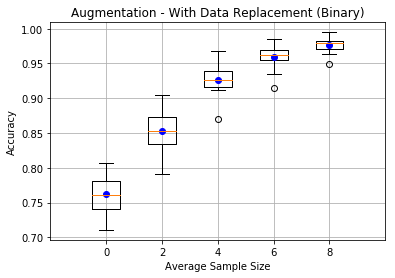 Augmentation - With Data Replacement (Binary)
1.00
0.95
0.90
0.85
0.80
0.75
0.70
Accuracy
0 2 4 6 8
Average Sample Size